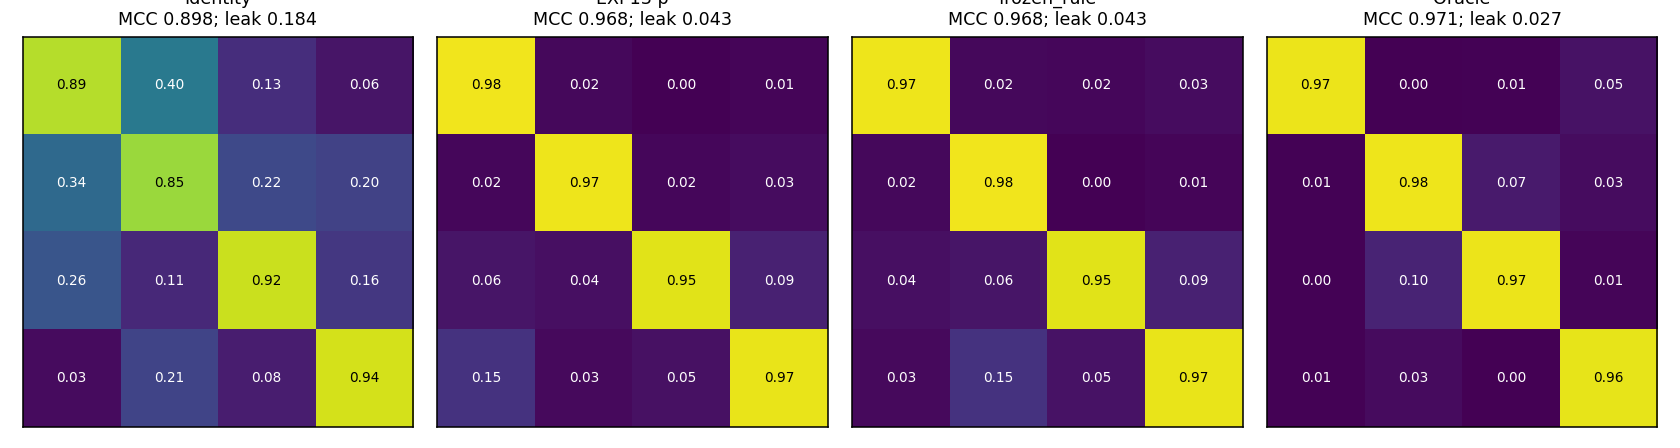 Identity
MCC 0.898; leak 0.184
0.89 0.40 0.13 0.06
0.34 0.85 0.22 0.20
0.26 0.11 0.92 0.16
0.03 0.21 0.08 0.94
MCC 0.968; leak 0.043
0.98 0.02 0.00 0.01
0.02 0.97 0.02 0.03
0.06 0.04 0.95 0.09
0.15 0.03 0.05 0.97
frozen_rule
MCC 0.968; leak 0.043
0.97 0.02 0.02 0.03
0.02 0.98 0.00 0.01
0.04 0.06 0.95 0.09
0.03 0.15 0.05 0.97
Oracle
MCC 0.971; leak 0.027
0.97 0.00 0.01 0.05
0.01 0.98 0.07 0.03
0.00 0.10 0.97 0.01
0.01 0.03 0.00 0.96